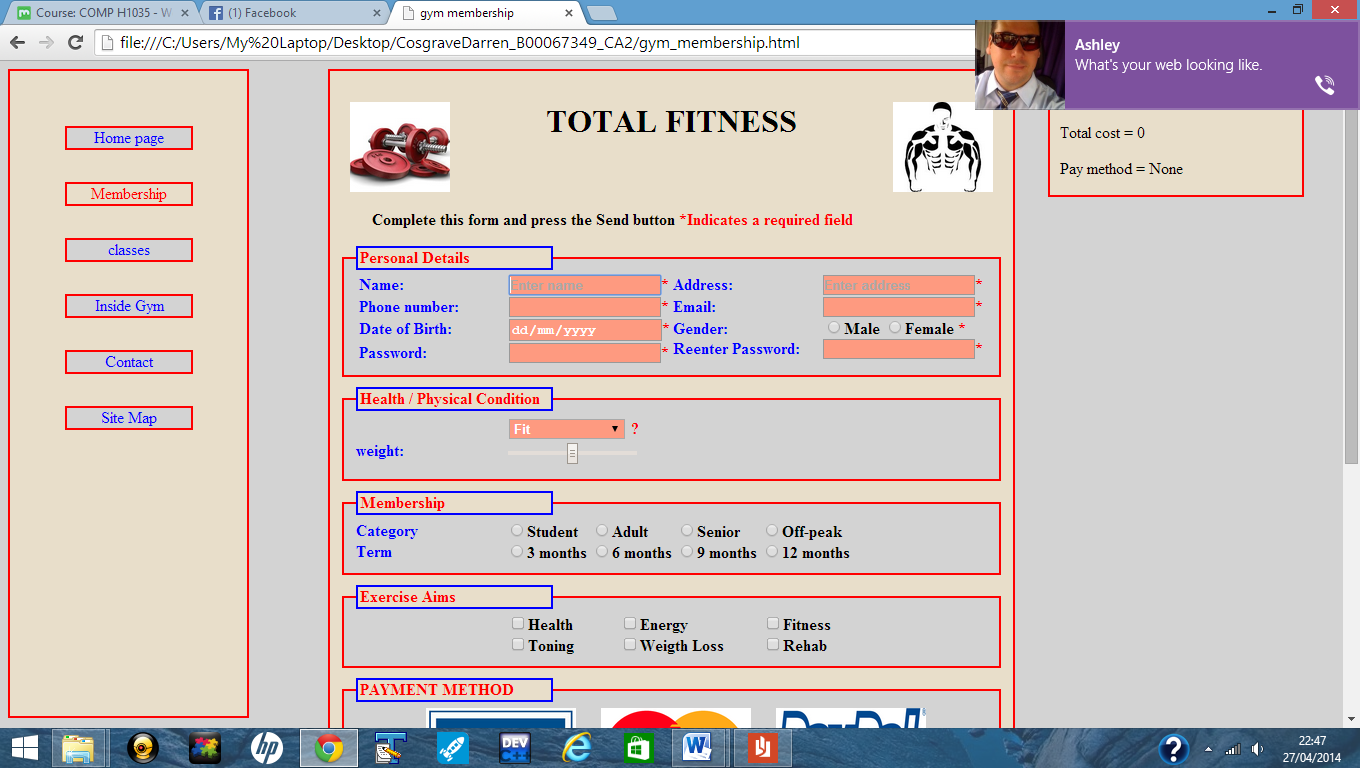 Course: COMP H1035 - W
(1) Facebook
gym membership
file:///C:/Users/My%20Laptop/Desktop/CosgraveDarren_B00067349_CA2/gym_membership.html
Ashley
What's your web looking like.
Home page
Membership
classes
Inside Gym
Contact
Site Map
TOTAL FITNESS
Complete this form and press the Send button *Indicates a required field
Personal Details
Name: Enter name * Address: Enter address *
Phone number: * Email: *
Date of Birth: dd/mm/yyyy * Gender: Male Female *
Password: * Reenter Password: *
Health / Physical Condition
Fit ?
weight:
Membership
Category Student Adult Senior Off-peak
Term 3 months 6 months 9 months 12 months
Exercise Aims
Health Energy Fitness
Toning Weigth Loss Rehab
PAYMENT METHOD
Total cost = 0
Pay method = None
hp
DEV
22:47
27/04/2014